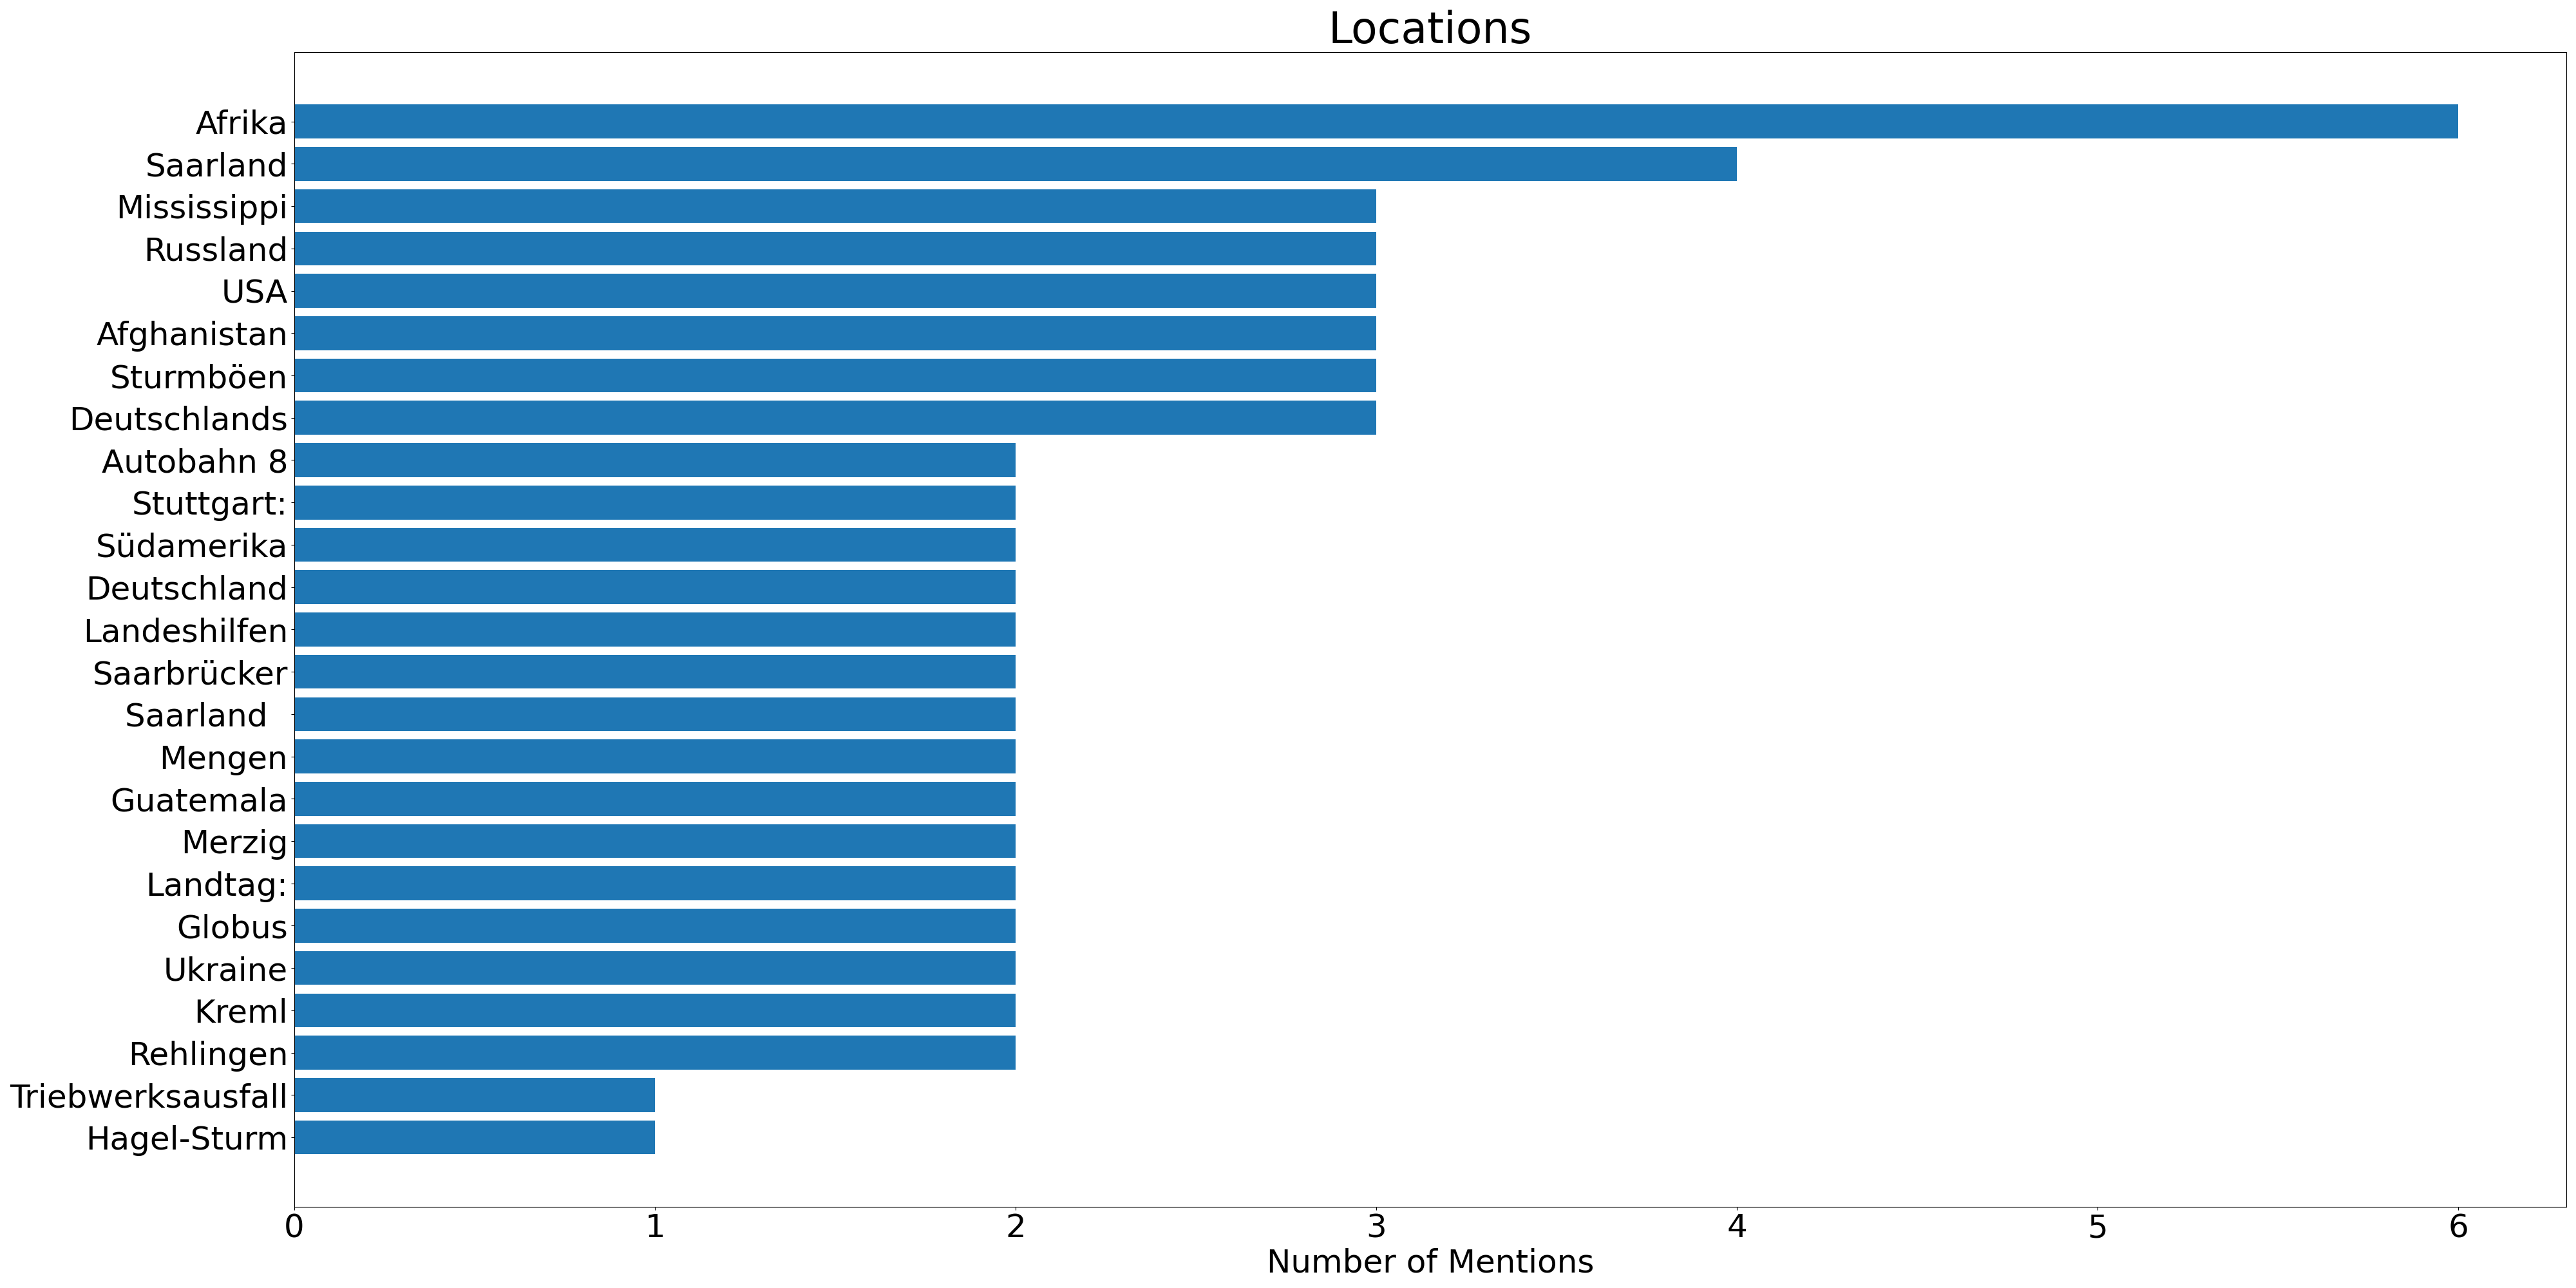 Locations
Afrika
Saarland
Mississippi
Russland
USA
Afghanistan
Sturmböen
Deutschlands
Autobahn 8
Stuttgart:
Südamerika
Deutschland
Landeshilfen
Saarbrücker
Saarland
Mengen
Guatemala
Merzig
Landtag:
Globus
Ukraine
Kreml
Rehlingen
Triebwerksausfall
Hagel-Sturm
0 1 2 3 4 5 6
Number of Mentions